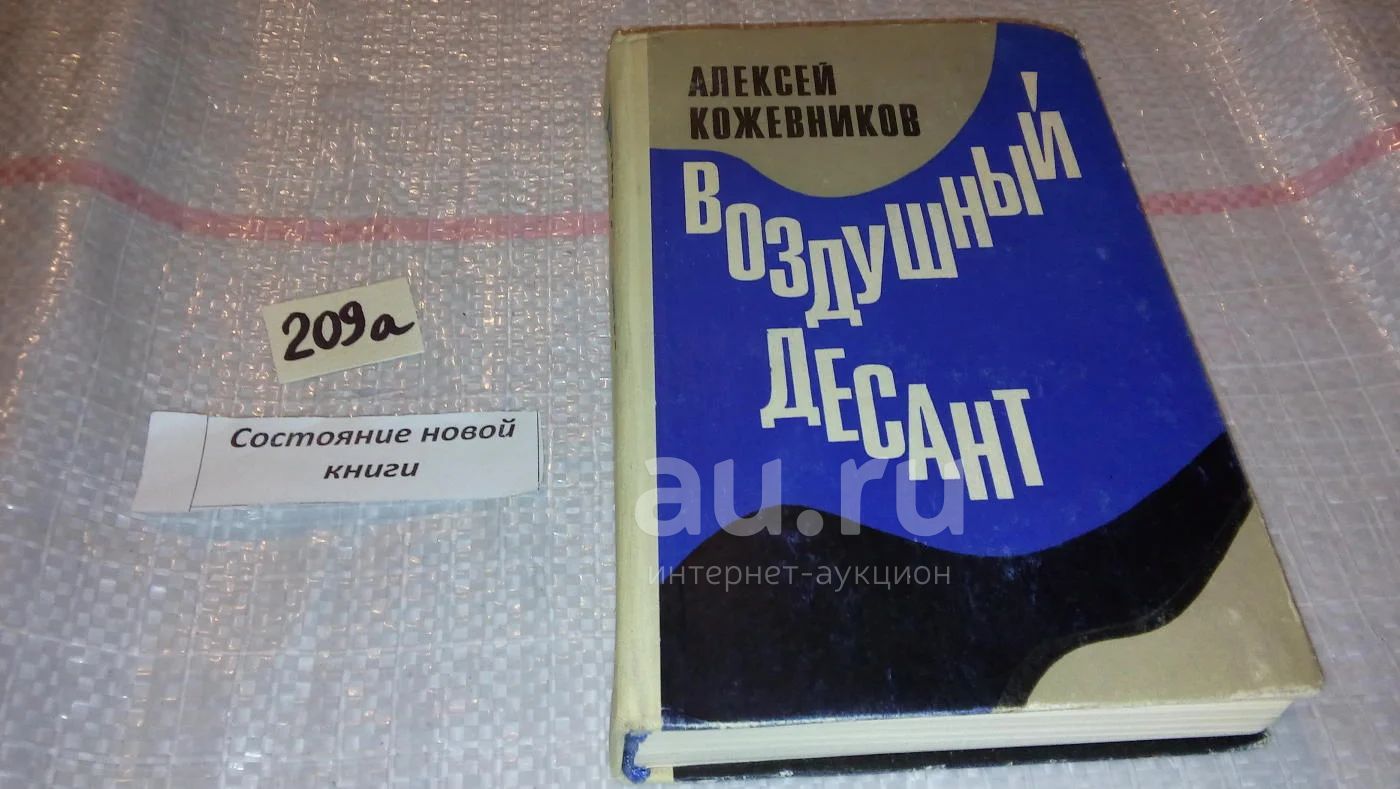 АЛЕКСЕЙ
КОЖЕВНИКОВ
ВОЗДУШНЫЙ
ДЕСАНТ
209а
Состояние новой
книги
au.ru
интернет-аукцион